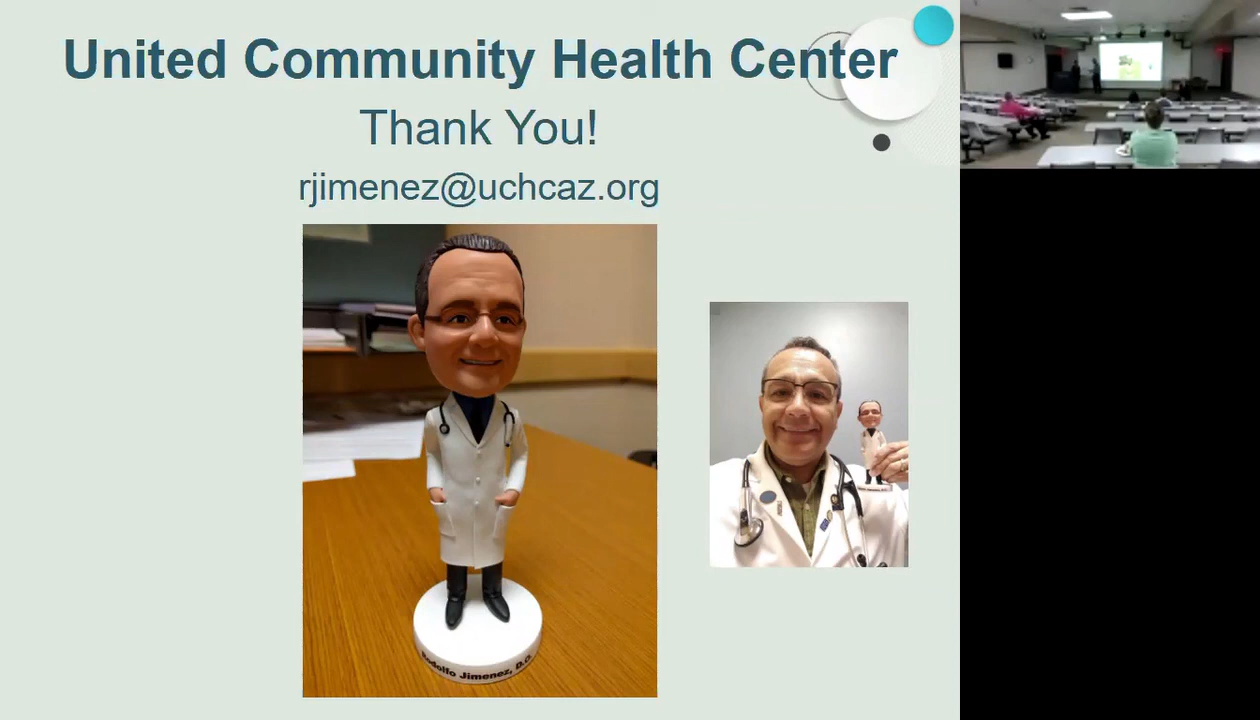 United Community Health Center
Thank You!
rjimenez@uchcaz.org
Rodolfo Jimenez, D.O.